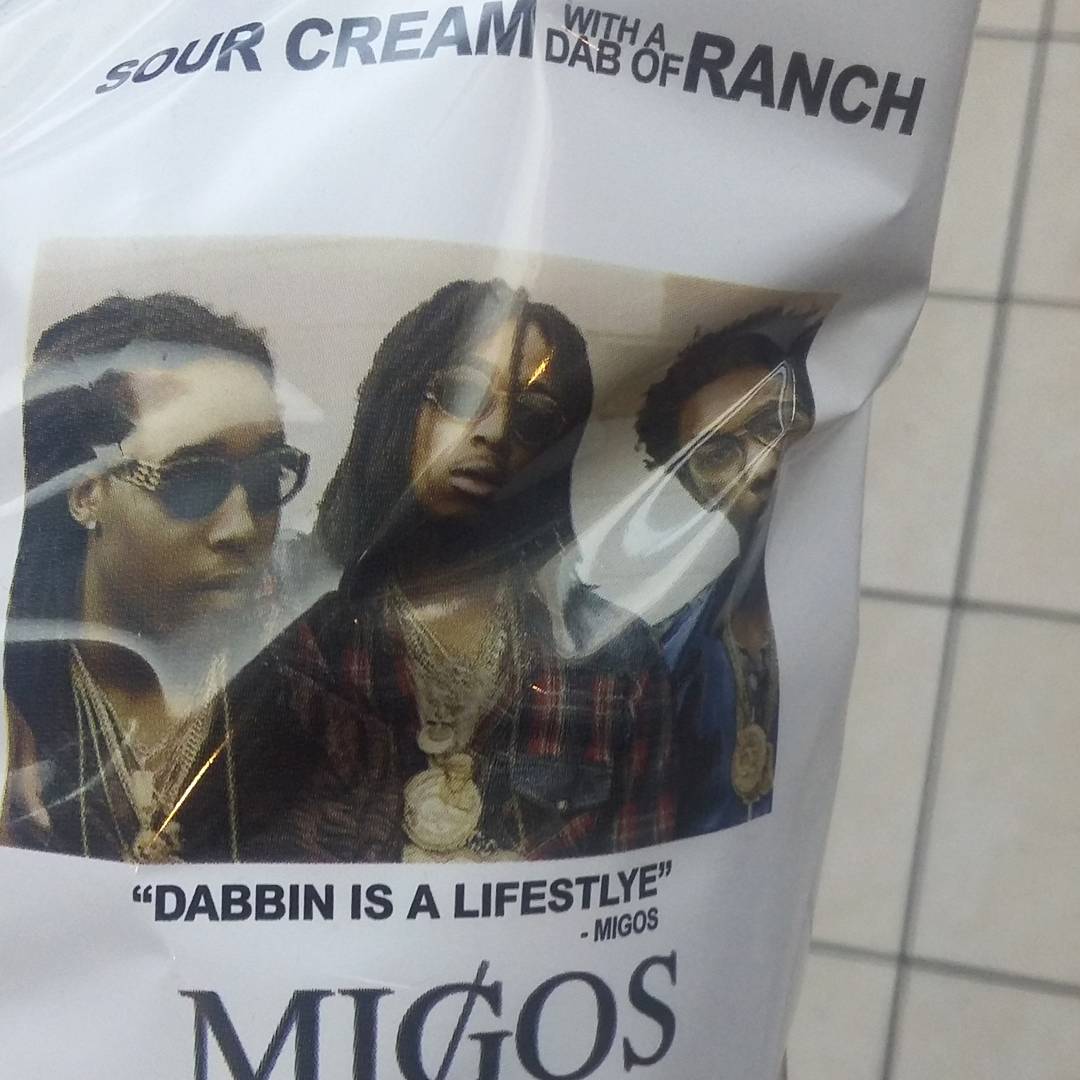 SOUR CREAM WITH A DAB OF RANCH
“DABBIN IS A LIFESTLYE”
- MIGOS
MIGOS